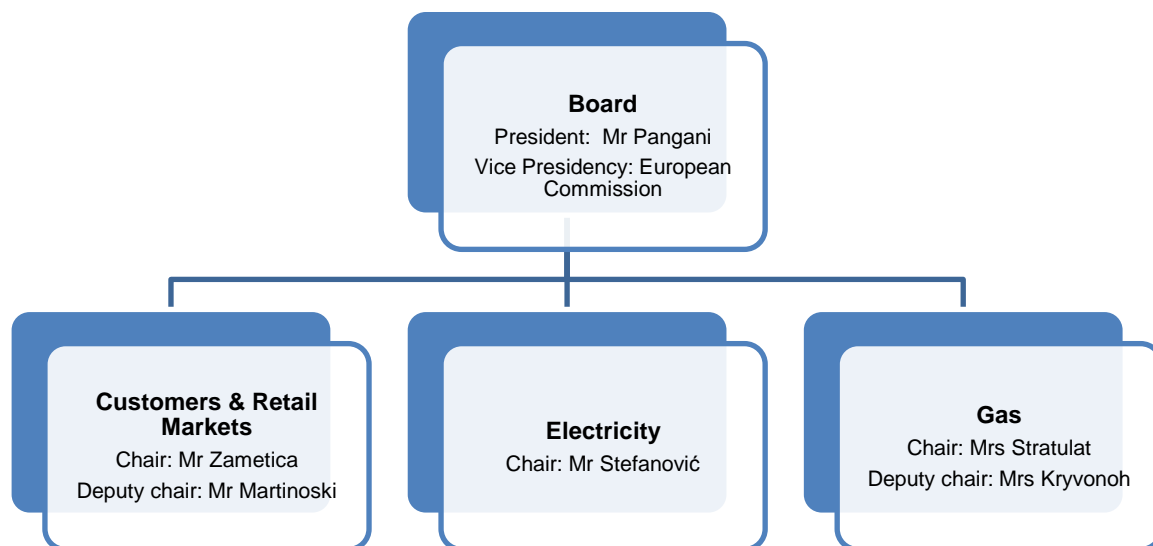 Board
President: Mr Pangani
Vice Presidency: European
Commission
Customers & Retail
Markets
Chair: Mr Zametica
Deputy chair: Mr Martinoski
Electricity
Chair: Mr Stefanović
Gas
Chair: Mrs Stratulat
Deputy chair: Mrs Kryvonoh